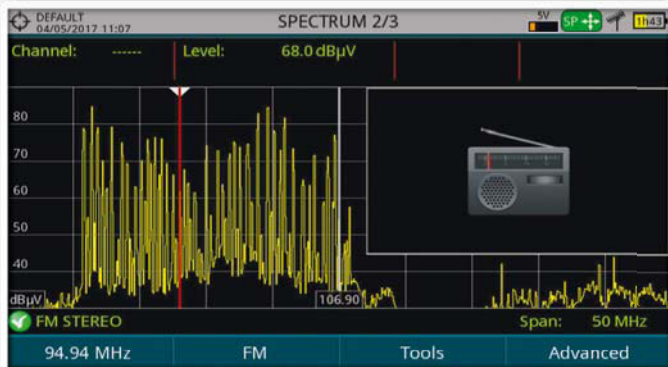 DEFAULT
04/05/2017 11:07
SPECTRUM 2/3
5V
SP
1h43
Channel: ------ Level: 68.0 dBµV
80
70
60
50
40
dBµV
106.90
FM STEREO Span: 50 MHz
94.94 MHz FM Tools Advanced